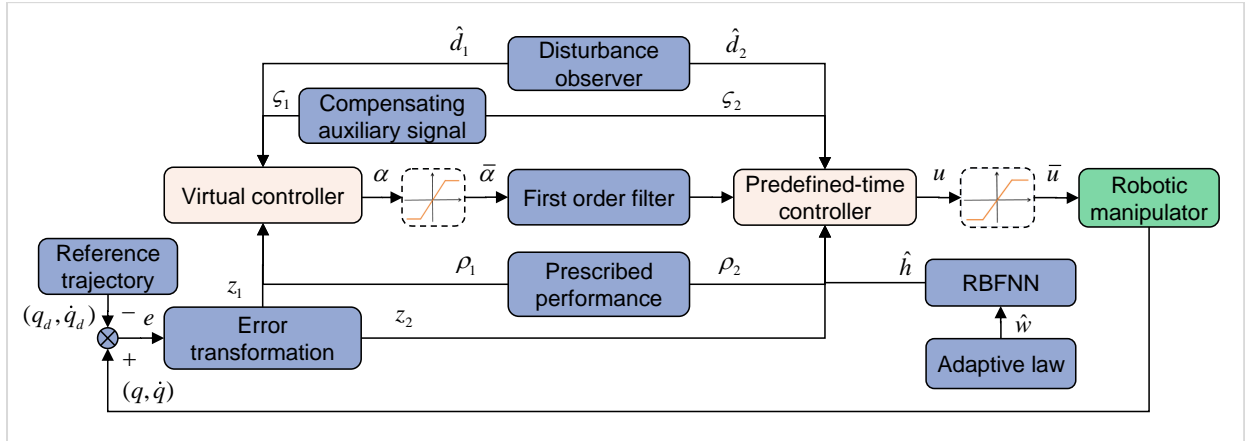 d̂₁
Disturbance
observer
d̂₂
ς₁
Compensating
auxiliary signal
ς₂
Virtual controller
α
ᾱ
First order filter
Predefined-time
controller
u
ū
Robotic
manipulator
Reference
trajectory
z₁
ρ₁
Prescribed
performance
ρ₂
ĥ
RBFNN
(q_d, q̇_d)
−
e
Error
transformation
z₂
ŵ
+
Adaptive law
(q, q̇)